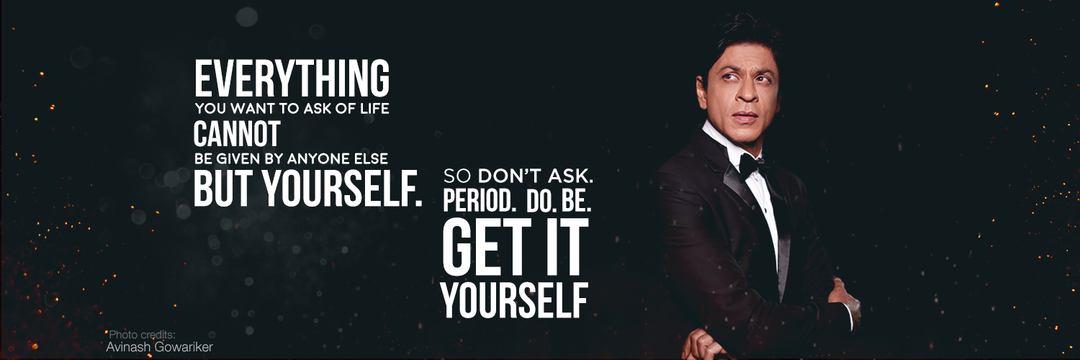 EVERYTHING
YOU WANT TO ASK OF LIFE
CANNOT
BE GIVEN BY ANYONE ELSE
BUT YOURSELF.
SO DON'T ASK.
PERIOD. DO. BE.
GET IT
YOURSELF
Photo credits:
Avinash Gowariker